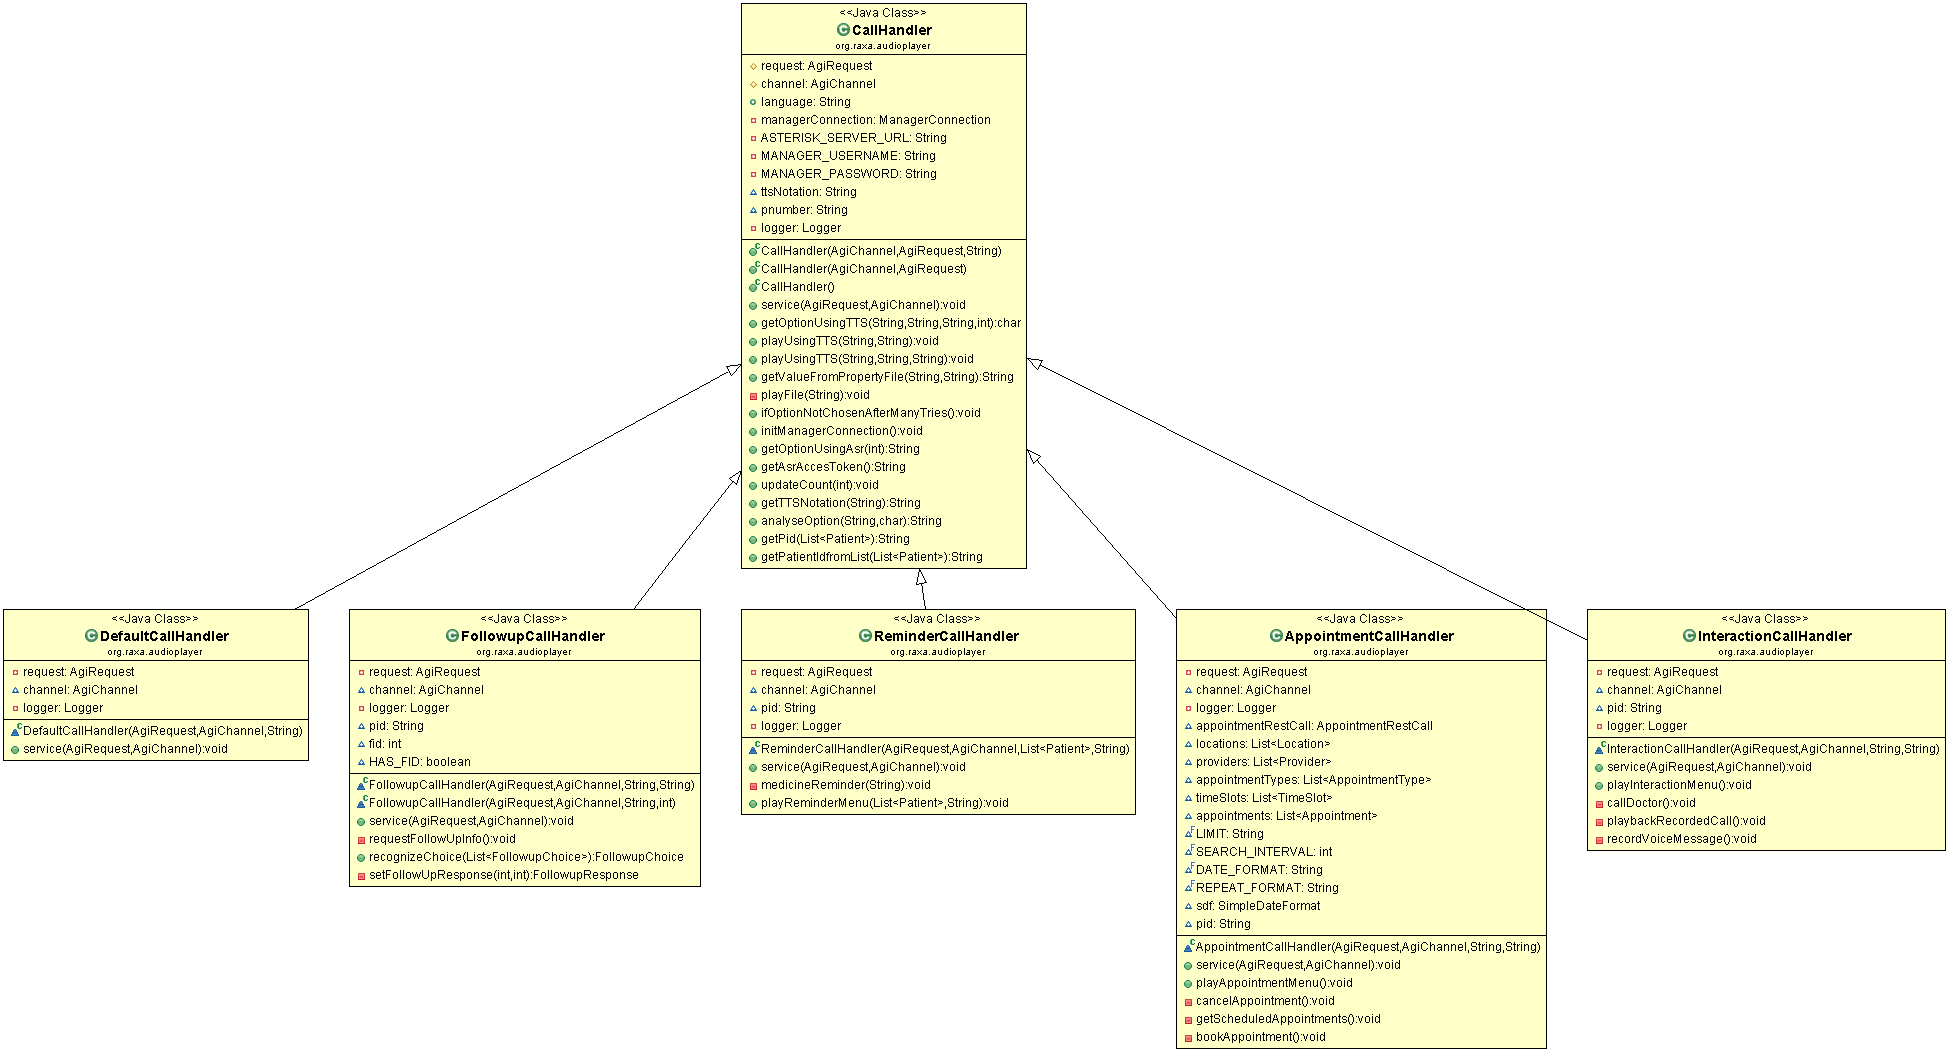 <<Java Class>>
CallHandler
org.raxa.audioplayer
request: AgiRequest
channel: AgiChannel
language: String
managerConnection: ManagerConnection
ASTERISK_SERVER_URL: String
MANAGER_USERNAME: String
MANAGER_PASSWORD: String
ttsNotation: String
pnumber: String
logger: Logger
CallHandler(AgiChannel,AgiRequest,String)
CallHandler(AgiChannel,AgiRequest)
CallHandler()
service(AgiRequest,AgiChannel):void
getOptionUsingTTS(String,String,String,int):char
playUsingTTS(String,String):void
playUsingTTS(String,String,String):void
getValueFromPropertyFile(String,String):String
playFile(String):void
ifOptionNotChosenAfterManyTries():void
initManagerConnection():void
getOptionUsingAsr(int):String
getAsrAccesToken():String
updateCount(int):void
getTTSNotation(String):String
analyseOption(String,char):String
getPid(List<Patient>):String
getPatientIdfromList(List<Patient>):String
<<Java Class>>
DefaultCallHandler
org.raxa.audioplayer
request: AgiRequest
channel: AgiChannel
logger: Logger
DefaultCallHandler(AgiRequest,AgiChannel,String)
service(AgiRequest,AgiChannel):void
<<Java Class>>
FollowupCallHandler
org.raxa.audioplayer
request: AgiRequest
channel: AgiChannel
logger: Logger
pid: String
fid: int
HAS_FID: boolean
FollowupCallHandler(AgiRequest,AgiChannel,String,String)
FollowupCallHandler(AgiRequest,AgiChannel,String,int)
service(AgiRequest,AgiChannel):void
requestFollowUpInfo():void
recognizeChoice(List<FollowupChoice>):FollowupChoice
setFollowUpResponse(int,int):FollowupResponse
<<Java Class>>
ReminderCallHandler
org.raxa.audioplayer
request: AgiRequest
channel: AgiChannel
pid: String
logger: Logger
ReminderCallHandler(AgiRequest,AgiChannel,List<Patient>,String)
service(AgiRequest,AgiChannel):void
medicineReminder(String):void
playReminderMenu(List<Patient>,String):void
<<Java Class>>
AppointmentCallHandler
org.raxa.audioplayer
request: AgiRequest
channel: AgiChannel
logger: Logger
appointmentRestCall: AppointmentRestCall
locations: List<Location>
providers: List<Provider>
appointmentTypes: List<AppointmentType>
timeSlots: List<TimeSlot>
appointments: List<Appointment>
LIMIT: String
SEARCH_INTERVAL: int
DATE_FORMAT: String
REPEAT_FORMAT: String
sdf: SimpleDateFormat
pid: String
AppointmentCallHandler(AgiRequest,AgiChannel,String,String)
service(AgiRequest,AgiChannel):void
playAppointmentMenu():void
cancelAppointment():void
getScheduledAppointments():void
bookAppointment():void
<<Java Class>>
InteractionCallHandler
org.raxa.audioplayer
request: AgiRequest
channel: AgiChannel
pid: String
logger: Logger
InteractionCallHandler(AgiRequest,AgiChannel,String,String)
service(AgiRequest,AgiChannel):void
playInteractionMenu():void
callDoctor():void
playbackRecordedCall():void
recordVoiceMessage():void